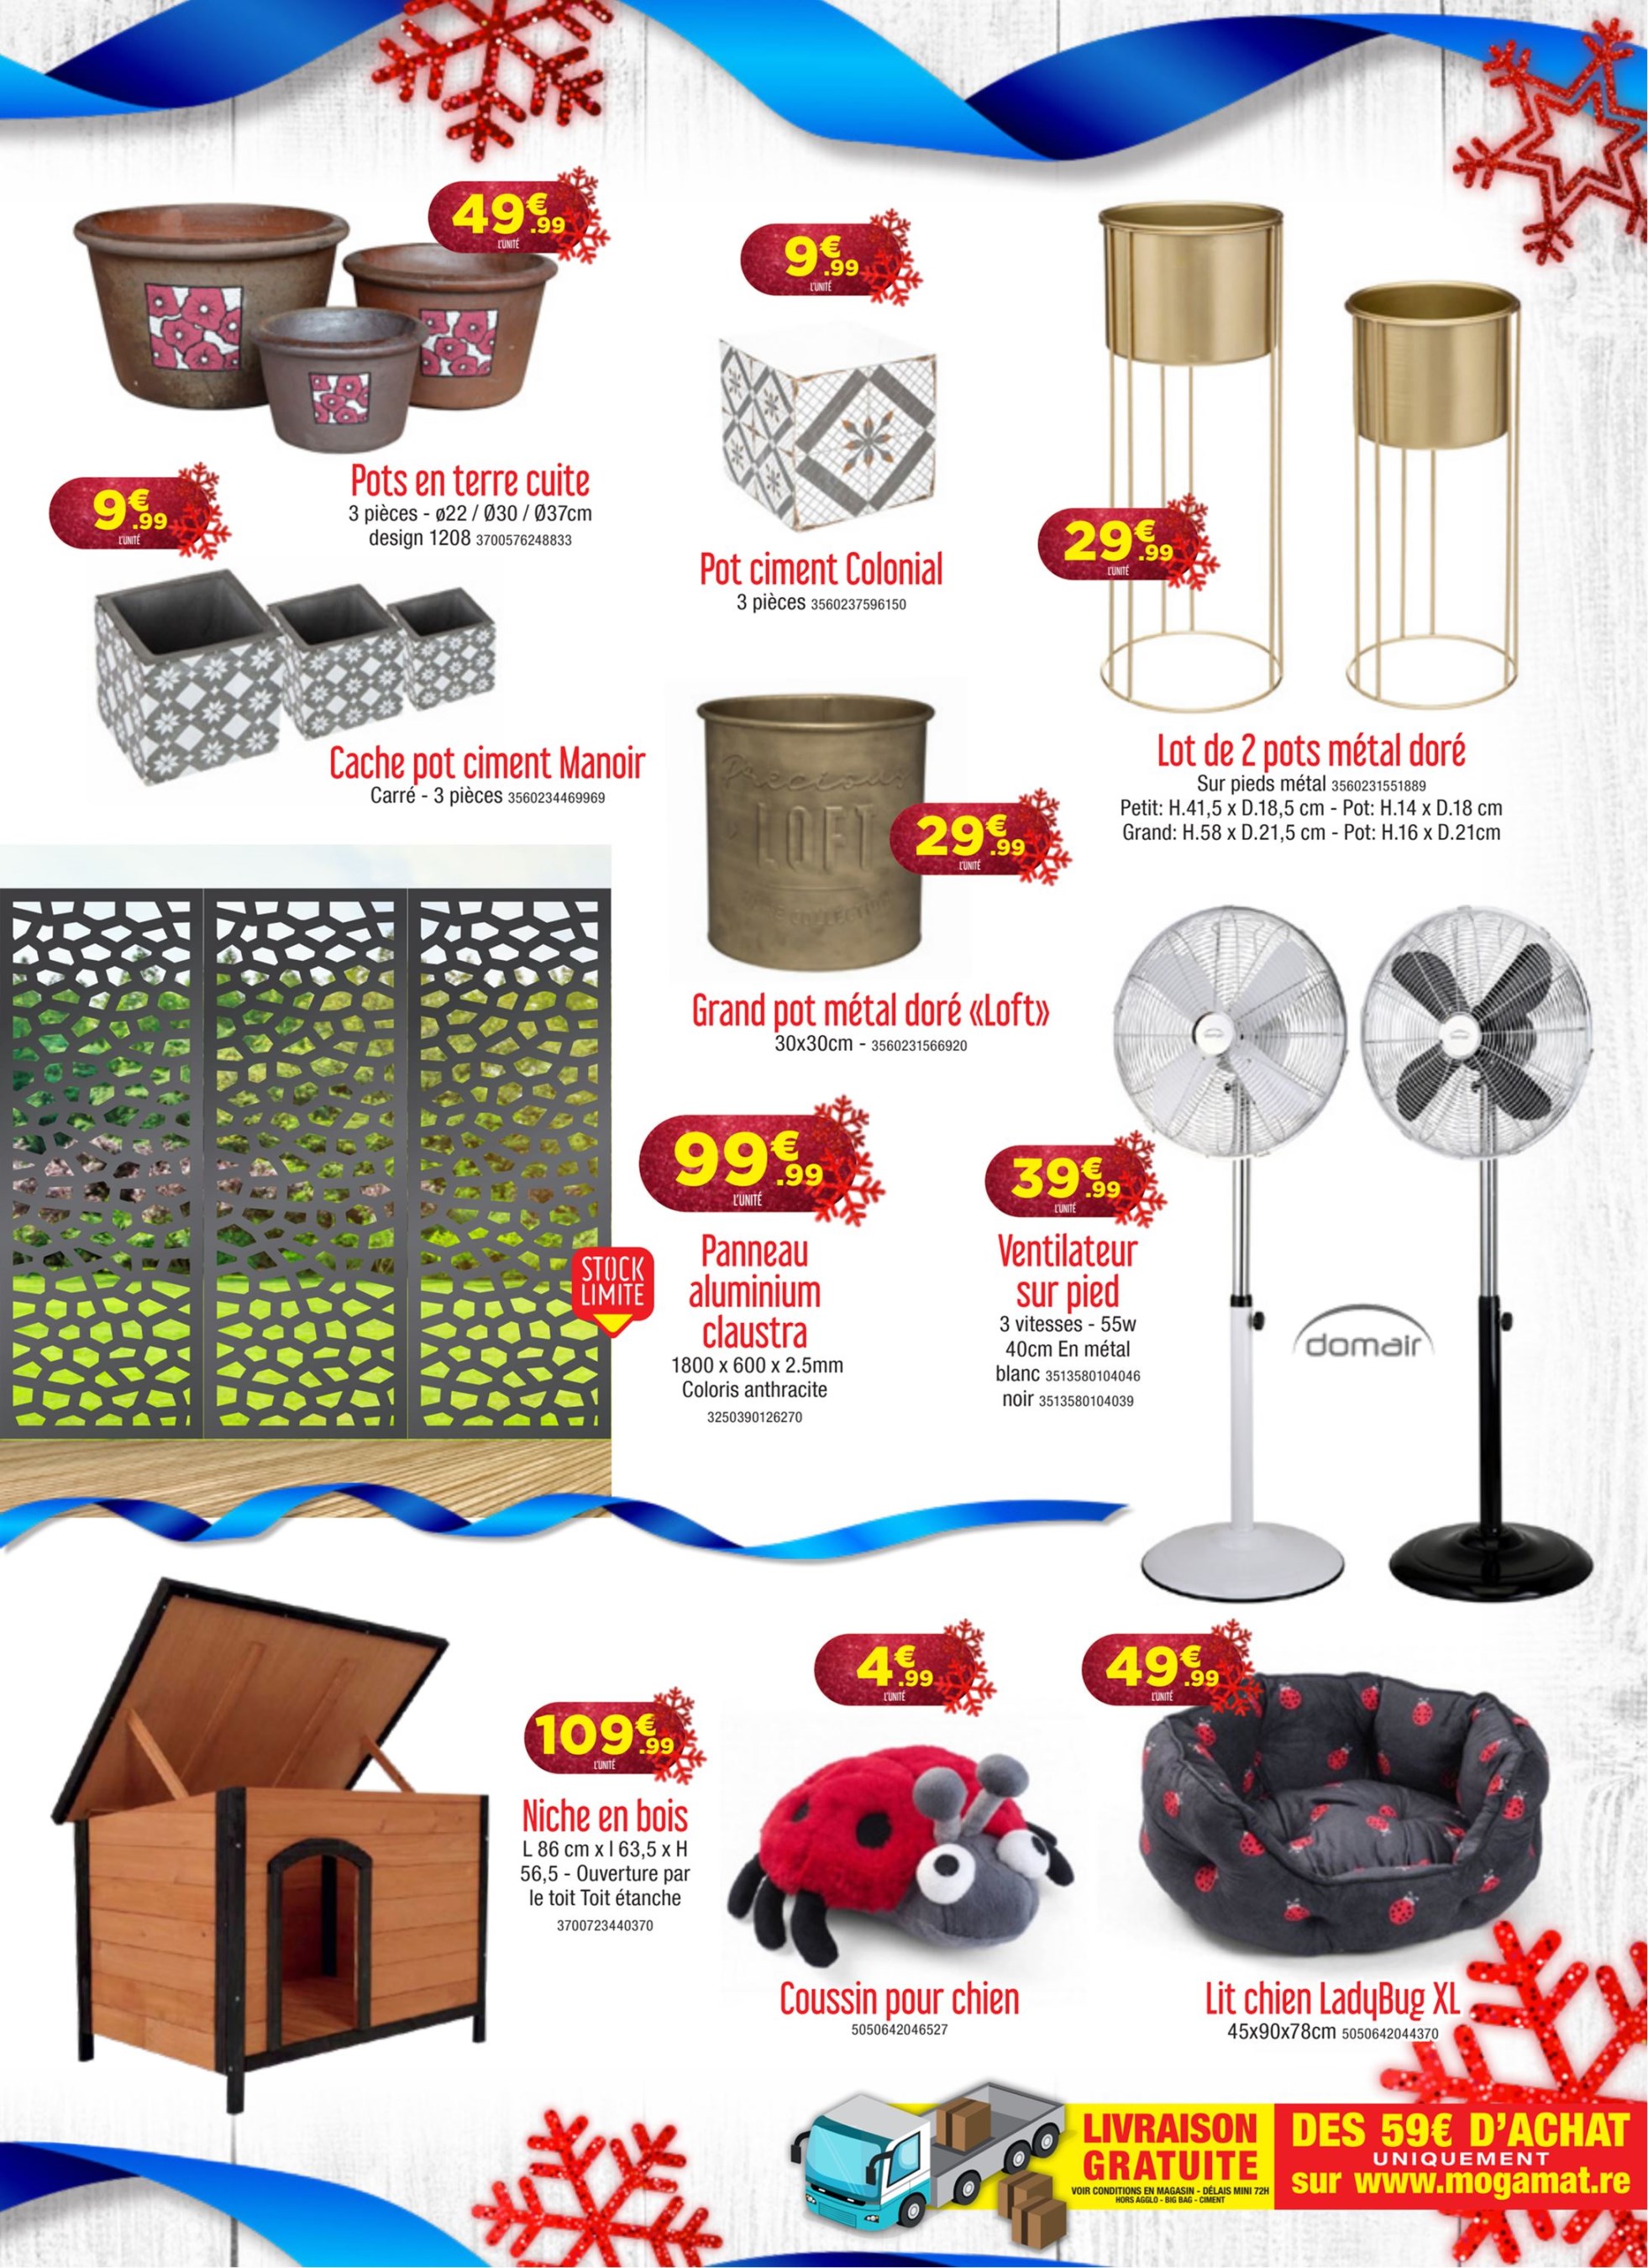 49€.99
L'UNITÉ
Pots en terre cuite
3 pièces - ø22 / Ø30 / Ø37cm
design 1208 3700576248833
9€.99
L'UNITÉ
Pot ciment Colonial
3 pièces 3560237596150
29€.99
L'UNITÉ
Lot de 2 pots métal doré
Sur pieds métal 3560231551889
Petit: H.41,5 x D.18,5 cm - Pot: H.14 x D.18 cm
Grand: H.58 x D.21,5 cm - Pot: H.16 x D.21cm
9€.99
L'UNITÉ
Cache pot ciment Manoir
Carré - 3 pièces 3560234469969
Precious
LOFT
29€.99
L'UNITÉ
Grand pot métal doré «Loft»
30x30cm - 3560231566920
STOCK
LIMITE
99€.99
L'UNITÉ
Panneau
aluminium
claustra
1800 x 600 x 2.5mm
Coloris anthracite
3250390126270
39€.99
L'UNITÉ
Ventilateur
sur pied
3 vitesses - 55w
40cm En métal
blanc 3513580104046
noir 3513580104039
domair
109€.99
L'UNITÉ
Niche en bois
L 86 cm x l 63,5 x H
56,5 - Ouverture par
le toit Toit étanche
3700723440370
4€.99
L'UNITÉ
Coussin pour chien
5050642046527
49€.99
L'UNITÉ
Lit chien LadyBug XL
45x90x78cm 5050642044370
LIVRAISON
GRATUITE
VOIR CONDITIONS EN MAGASIN - DÉLAIS MINI 72H
HORS AGGLO - BIG BAG - CIMENT
DES 59€ D'ACHAT
UNIQUEMENT
sur www.mogamat.re